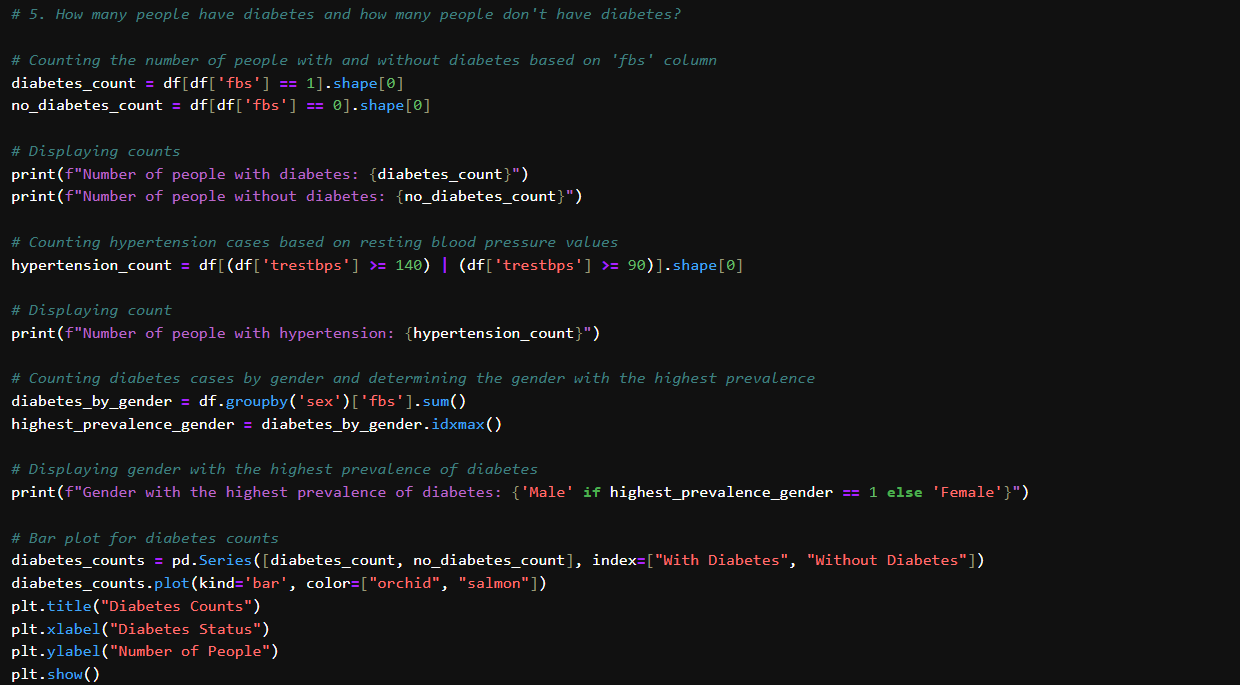 # 5. How many people have diabetes and how many people don't have diabetes?
# Counting the number of people with and without diabetes based on 'fbs' column
diabetes_count = df[df['fbs'] == 1].shape[0]
no_diabetes_count = df[df['fbs'] == 0].shape[0]
# Displaying counts
print(f"Number of people with diabetes: {diabetes_count}")
print(f"Number of people without diabetes: {no_diabetes_count}")
# Counting hypertension cases based on resting blood pressure values
hypertension_count = df[(df['trestbps'] >= 140) | (df['trestbps'] >= 90)].shape[0]
# Displaying count
print(f"Number of people with hypertension: {hypertension_count}")
# Counting diabetes cases by gender and determining the gender with the highest prevalence
diabetes_by_gender = df.groupby('sex')['fbs'].sum()
highest_prevalence_gender = diabetes_by_gender.idxmax()
# Displaying gender with the highest prevalence of diabetes
print(f"Gender with the highest prevalence of diabetes: {'Male' if highest_prevalence_gender == 1 else 'Female'}")
# Bar plot for diabetes counts
diabetes_counts = pd.Series([diabetes_count, no_diabetes_count], index=["With Diabetes", "Without Diabetes"])
diabetes_counts.plot(kind='bar', color=["orchid", "salmon"])
plt.title("Diabetes Counts")
plt.xlabel("Diabetes Status")
plt.ylabel("Number of People")
plt.show()